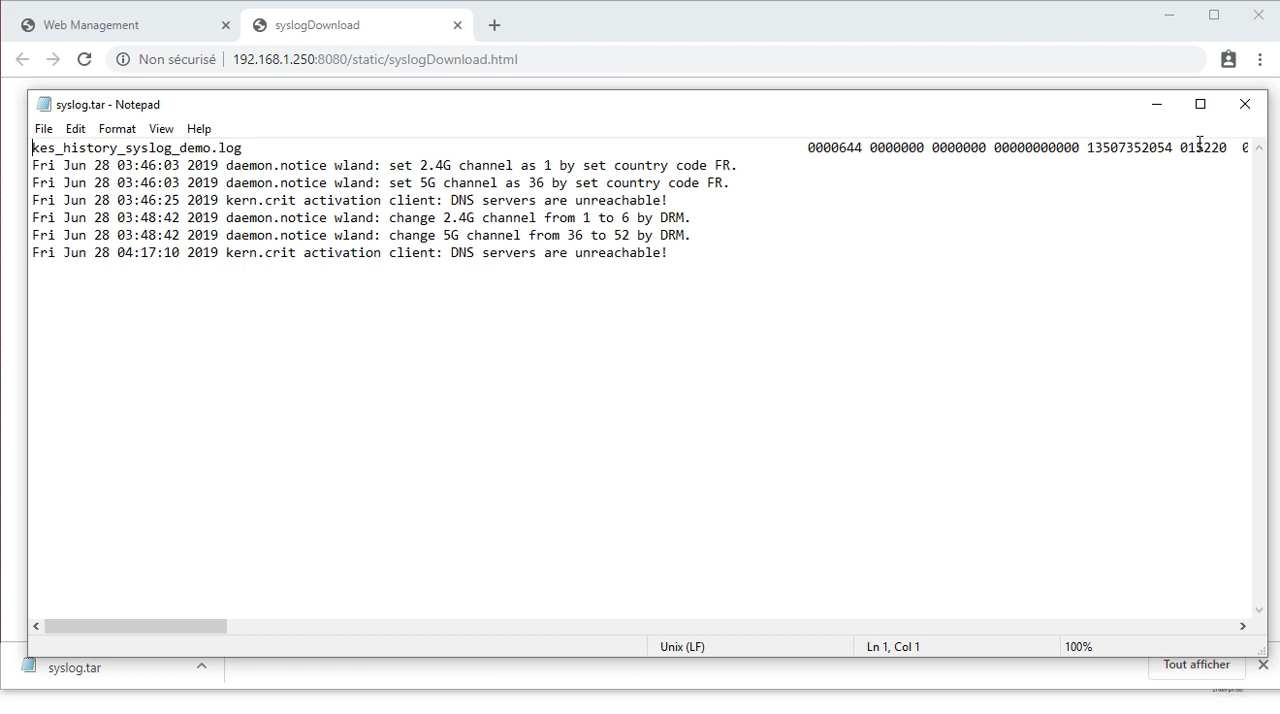 Web Management
syslogDownload
Non sécurisé
192.168.1.250:8080/static/syslogDownload.html
syslog.tar - Notepad
File Edit Format View Help
kes_history_syslog_demo.log 0000644 0000000 0000000 00000000000 13507352054 015220 0
Fri Jun 28 03:46:03 2019 daemon.notice wland: set 2.4G channel as 1 by set country code FR.
Fri Jun 28 03:46:03 2019 daemon.notice wland: set 5G channel as 36 by set country code FR.
Fri Jun 28 03:46:25 2019 kern.crit activation client: DNS servers are unreachable!
Fri Jun 28 03:48:42 2019 daemon.notice wland: change 2.4G channel from 1 to 6 by DRM.
Fri Jun 28 03:48:42 2019 daemon.notice wland: change 5G channel from 36 to 52 by DRM.
Fri Jun 28 04:17:10 2019 kern.crit activation client: DNS servers are unreachable!
Unix (LF)
Ln 1, Col 1
100%
syslog.tar
Tout afficher